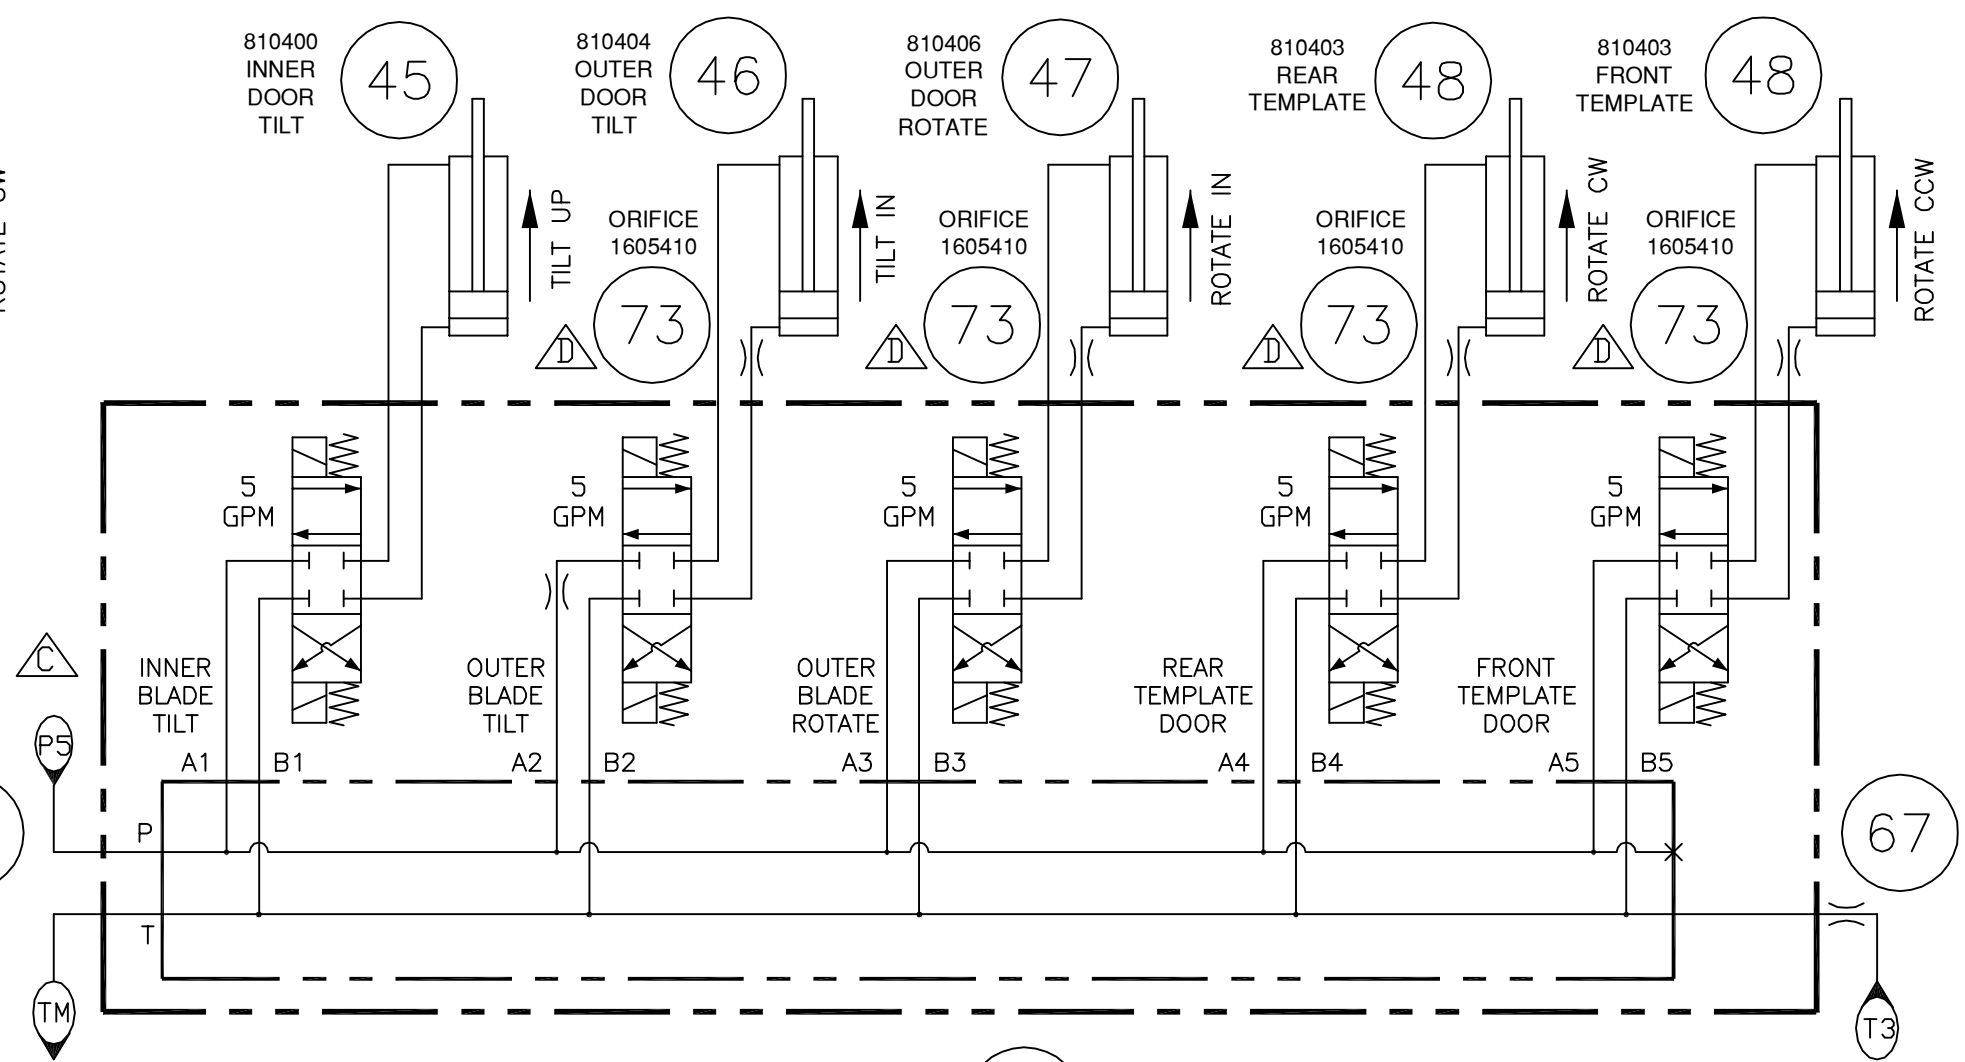 810400
INNER
DOOR
TILT
45
810404
OUTER
DOOR
TILT
46
810406
OUTER
DOOR
ROTATE
47
810403
REAR
TEMPLATE
48
810403
FRONT
TEMPLATE
48
TILT UP
ORIFICE
1605410
73
D
TILT IN
ORIFICE
1605410
73
D
ROTATE IN
ORIFICE
1605410
73
D
ROTATE CW
ORIFICE
1605410
73
D
ROTATE CCW
5
GPM
5
GPM
5
GPM
5
GPM
5
GPM
C
INNER
BLADE
TILT
OUTER
BLADE
TILT
OUTER
BLADE
ROTATE
REAR
TEMPLATE
DOOR
FRONT
TEMPLATE
DOOR
P5
A1 B1
A2 B2
A3 B3
A4 B4
A5 B5
P
67
T
TM
T3